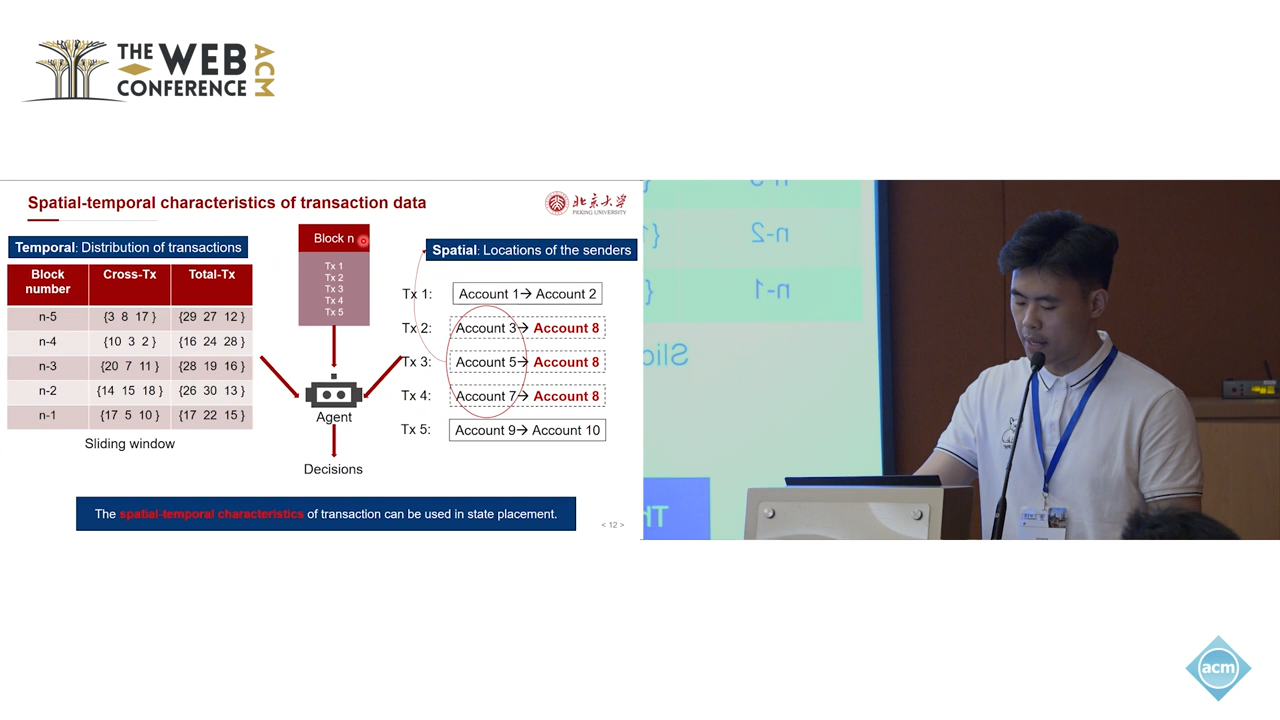 THE WEB
CONFERENCE
ACM
Spatial-temporal characteristics of transaction data
北京大学
PEKING UNIVERSITY
Temporal: Distribution of transactions
Block number Cross-Tx Total-Tx
n-5 {3 8 17 } {29 27 12 }
n-4 {10 3 2 } {16 24 28 }
n-3 {20 7 11 } {28 19 16 }
n-2 {14 15 18 } {26 30 13 }
n-1 {17 5 10 } {17 22 15 }
Sliding window
Block n
Tx 1
Tx 2
Tx 3
Tx 4
Tx 5
Agent
Decisions
Spatial: Locations of the senders
Tx 1: Account 1→ Account 2
Tx 2: Account 3→ Account 8
Tx 3: Account 5→ Account 8
Tx 4: Account 7→ Account 8
Tx 5: Account 9→ Account 10
The spatial-temporal characteristics of transaction can be used in state placement.
< 12 >
n-2 {
n-1 {
Slid
Th
acm